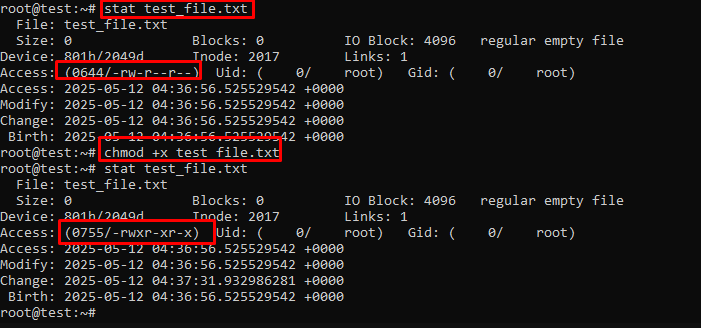 root@test:~# stat test_file.txt
  File: test_file.txt
  Size: 0               Blocks: 0          IO Block: 4096   regular empty file
Device: 801h/2049d      Inode: 2017        Links: 1
Access: (0644/-rw-r--r--)  Uid: (    0/    root)   Gid: (    0/    root)
Access: 2025-05-12 04:36:56.525529542 +0000
Modify: 2025-05-12 04:36:56.525529542 +0000
Change: 2025-05-12 04:36:56.525529542 +0000
 Birth: 2025-05-12 04:36:56.525529542 +0000
root@test:~# chmod +x test_file.txt
root@test:~# stat test_file.txt
  File: test_file.txt
  Size: 0               Blocks: 0          IO Block: 4096   regular empty file
Device: 801h/2049d      Inode: 2017        Links: 1
Access: (0755/-rwxr-xr-x)  Uid: (    0/    root)   Gid: (    0/    root)
Access: 2025-05-12 04:36:56.525529542 +0000
Modify: 2025-05-12 04:36:56.525529542 +0000
Change: 2025-05-12 04:37:31.932986281 +0000
 Birth: 2025-05-12 04:36:56.525529542 +0000
root@test:~#